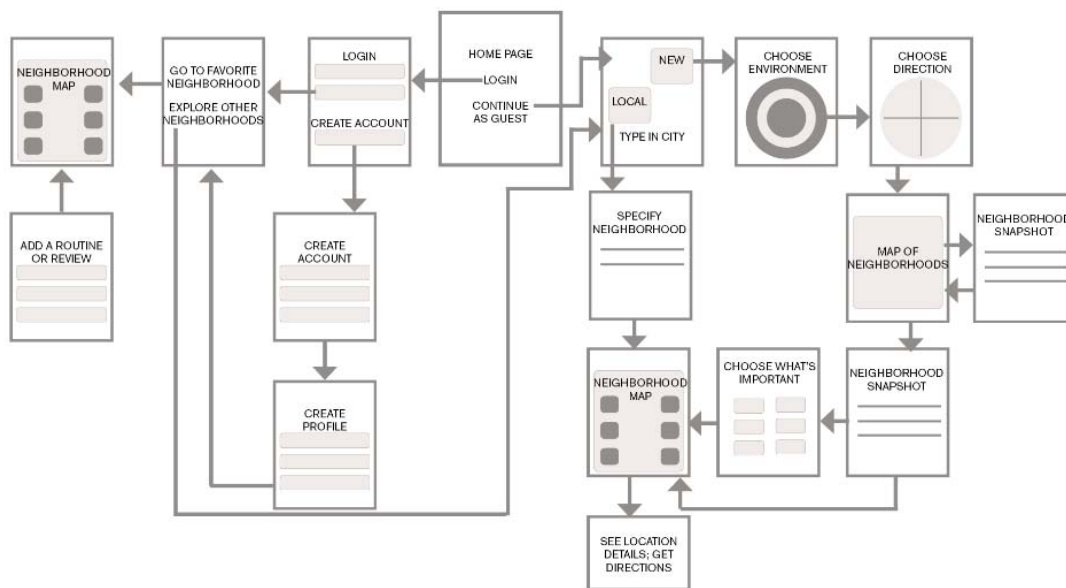 NEIGHBORHOOD
MAP
GO TO FAVORITE
NEIGHBORHOOD
EXPLORE OTHER
NEIGHBORHOODS
LOGIN
CREATE ACCOUNT
HOME PAGE
LOGIN
CONTINUE
AS GUEST
NEW
LOCAL
TYPE IN CITY
CHOOSE
ENVIRONMENT
CHOOSE
DIRECTION
ADD A ROUTINE
OR REVIEW
CREATE
ACCOUNT
SPECIFY
NEIGHBORHOOD
MAP OF
NEIGHBORHOODS
NEIGHBORHOOD
SNAPSHOT
CREATE
PROFILE
NEIGHBORHOOD
MAP
CHOOSE WHAT'S
IMPORTANT
NEIGHBORHOOD
SNAPSHOT
SEE LOCATION
DETAILS; GET
DIRECTIONS